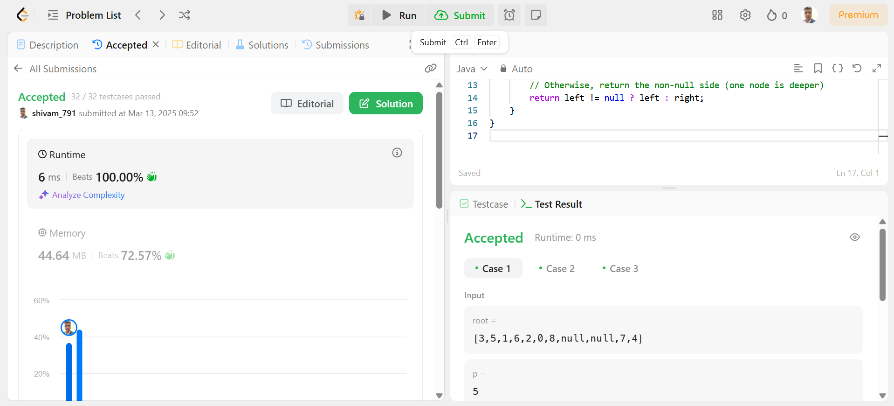 Problem List
Run
Submit
0
Premium
Description
Accepted
Editorial
Solutions
Submissions
Submit Ctrl Enter
All Submissions
Accepted 32 / 32 testcases passed
shivam_791 submitted at Mar 13, 2025 09:52
Editorial
Solution
Runtime
6 ms Beats 100.00%
Analyze Complexity
Memory
44.64 MB Beats 72.57%
60%
40%
20%
Java Auto
13 // Otherwise, return the non-null side (one node is deeper)
14 return left != null ? left : right;
15 }
16 }
17
Saved
Ln 17, Col 1
Testcase
>_ Test Result
Accepted Runtime: 0 ms
• Case 1 • Case 2 • Case 3
Input
root =
[3,5,1,6,2,0,8,null,null,7,4]
p =
5